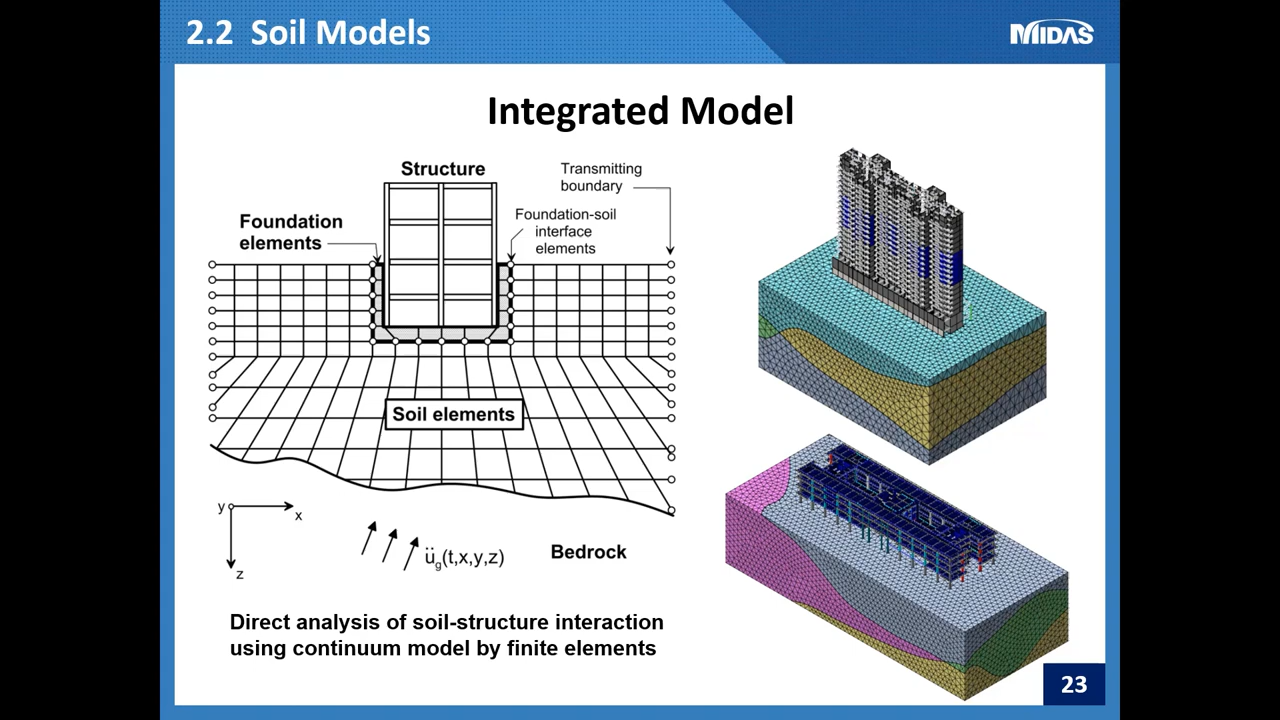 2.2 Soil Models
MIDAS
Integrated Model
Structure
Transmitting
boundary
Foundation
elements
Foundation-soil
interface
elements
Soil elements
y
x
z
üg(t,x,y,z)
Bedrock
Direct analysis of soil-structure interaction
using continuum model by finite elements
23